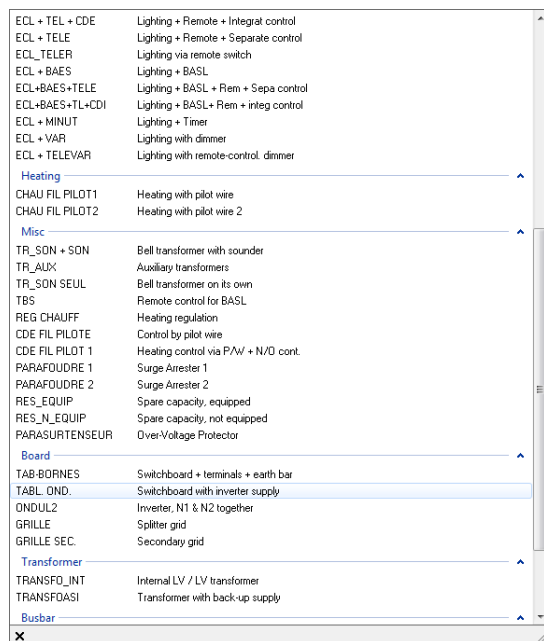 ECL + TEL + CDE Lighting + Remote + Integrat control
ECL + TELE Lighting + Remote + Separate control
ECL_TELER Lighting via remote switch
ECL + BAES Lighting + BASL
ECL+BAES+TELE Lighting + BASL + Rem + Sepa control
ECL+BAES+TL+CDI Lighting + BASL+ Rem + integ control
ECL + MINUT Lighting + Timer
ECL + VAR Lighting with dimmer
ECL + TELEVAR Lighting with remote-control. dimmer
Heating
CHAU FIL PILOT1 Heating with pilot wire
CHAU FIL PILOT2 Heating with pilot wire 2
Misc
TR_SON + SON Bell transformer with sounder
TR_AUX Auxiliary transformers
TR_SON SEUL Bell transformer on its own
TBS Remote control for BASL
REG CHAUFF Heating regulation
CDE FIL PILOTE Control by pilot wire
CDE FIL PILOT 1 Heating control via P/W + N/O cont.
PARAFOUDRE 1 Surge Arrester 1
PARAFOUDRE 2 Surge Arrester 2
RES_EQUIP Spare capacity, equipped
RES_N_EQUIP Spare capacity, not equipped
PARASURTENSEUR Over-Voltage Protector
Board
TAB-BORNES Switchboard + terminals + earth bar
TABL. OND. Switchboard with inverter supply
ONDUL2 Inverter, N1 & N2 together
GRILLE Splitter grid
GRILLE SEC. Secondary grid
Transformer
TRANSFO_INT Internal LV / LV transformer
TRANSFOASI Transformer with back-up supply
Busbar